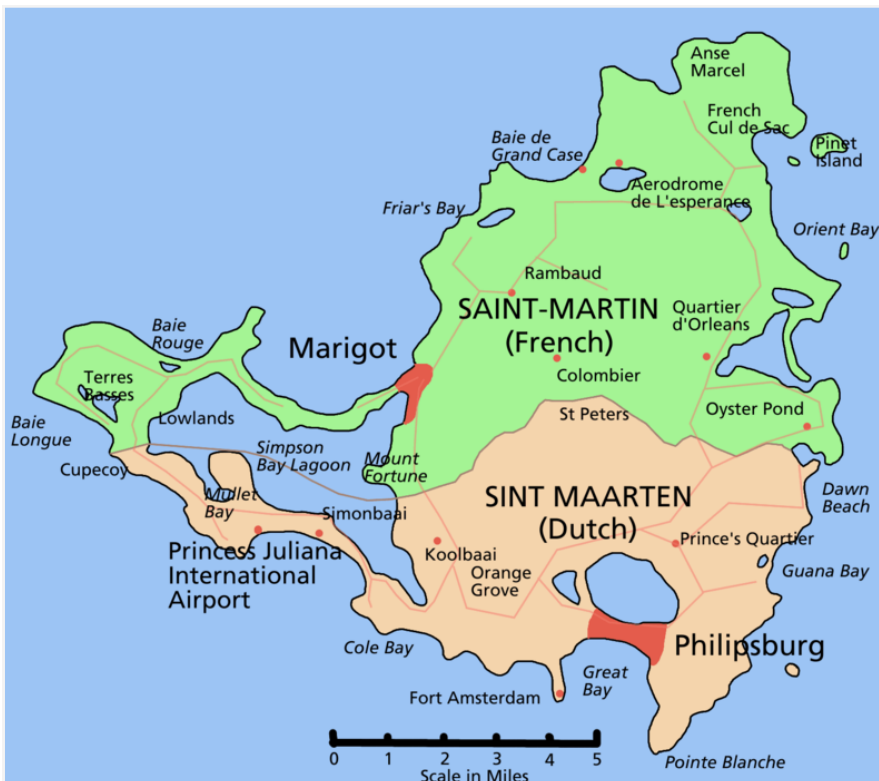 Anse
Marcel
French
Cul de Sac
Baie de
Grand Case
Pinet
Island
Aerodrome
de L'esperance
Friar's Bay
Orient Bay
Rambaud
SAINT-MARTIN
(French)
Quartier
d'Orleans
Baie
Rouge
Marigot
Colombier
Terres
Basses
Lowlands
St Peters
Oyster Pond
Baie
Longue
Simpson
Bay Lagoon
Mount
Fortune
Cupecoy
Mullet
Bay
Simonbaai
SINT MAARTEN
(Dutch)
Dawn
Beach
Princess Juliana
International
Airport
Koolbaai
Prince's Quartier
Orange
Grove
Guana Bay
Cole Bay
Philipsburg
Great
Bay
Fort Amsterdam
0 1 2 3 4 5
Scale in Miles
Pointe Blanche